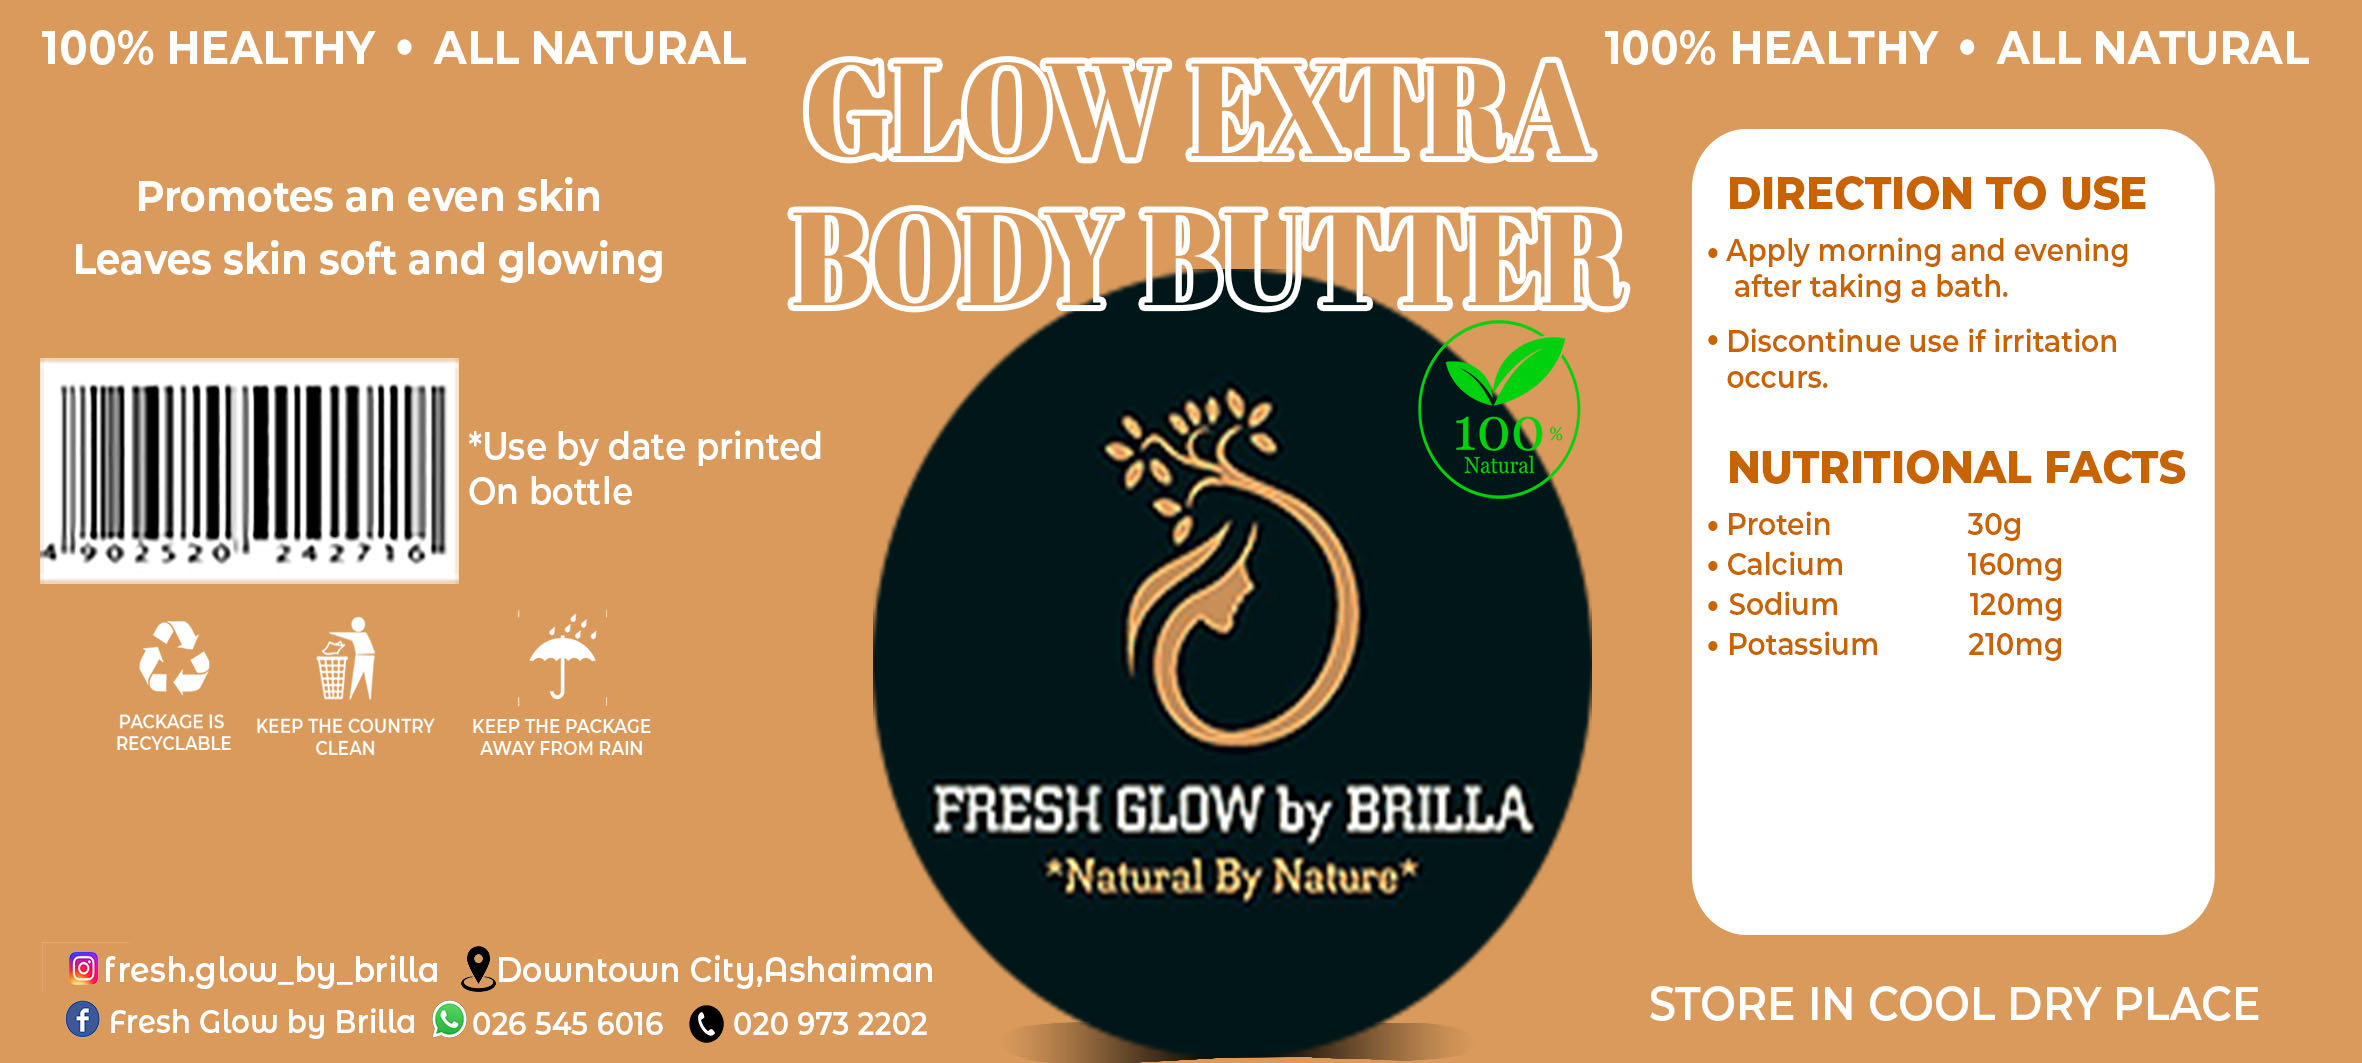 100% HEALTHY • ALL NATURAL
GLOW EXTRA
BODY BUTTER
100% HEALTHY • ALL NATURAL
Promotes an even skin
Leaves skin soft and glowing
4 902520 242716
*Use by date printed
On bottle
PACKAGE IS
RECYCLABLE
KEEP THE COUNTRY
CLEAN
KEEP THE PACKAGE
AWAY FROM RAIN
fresh.glow_by_brilla
Downtown City,Ashaiman
Fresh Glow by Brilla
026 545 6016
020 973 2202
100%
Natural
FRESH GLOW by BRILLA
*Natural By Nature*
DIRECTION TO USE
• Apply morning and evening
after taking a bath.
• Discontinue use if irritation
occurs.
NUTRITIONAL FACTS
• Protein 30g
• Calcium 160mg
• Sodium 120mg
• Potassium 210mg
STORE IN COOL DRY PLACE